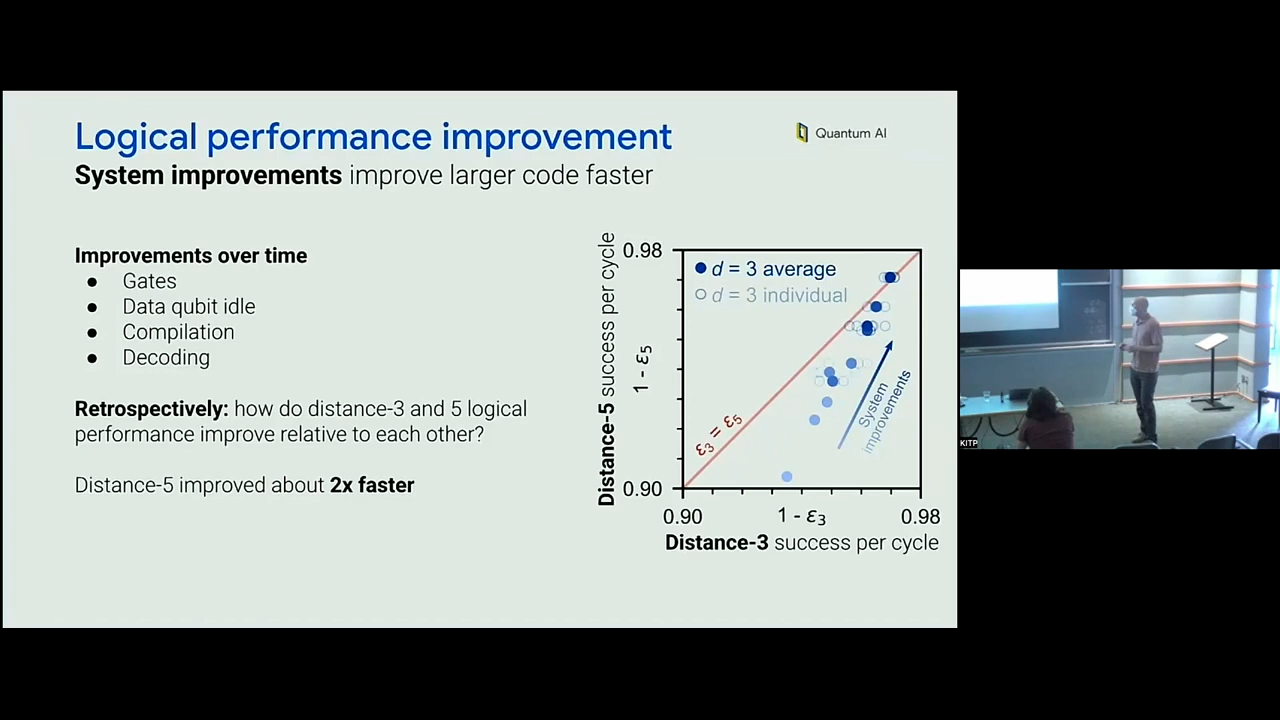 Logical performance improvement
Quantum AI
System improvements improve larger code faster
Improvements over time
● Gates
● Data qubit idle
● Compilation
● Decoding
Retrospectively: how do distance-3 and 5 logical
performance improve relative to each other?
Distance-5 improved about 2x faster
Distance-5 success per cycle
1 - ε5
0.98
0.90
d = 3 average
d = 3 individual
ε3 = ε5
System
improvements
0.90
1 - ε3
0.98
Distance-3 success per cycle
KITP